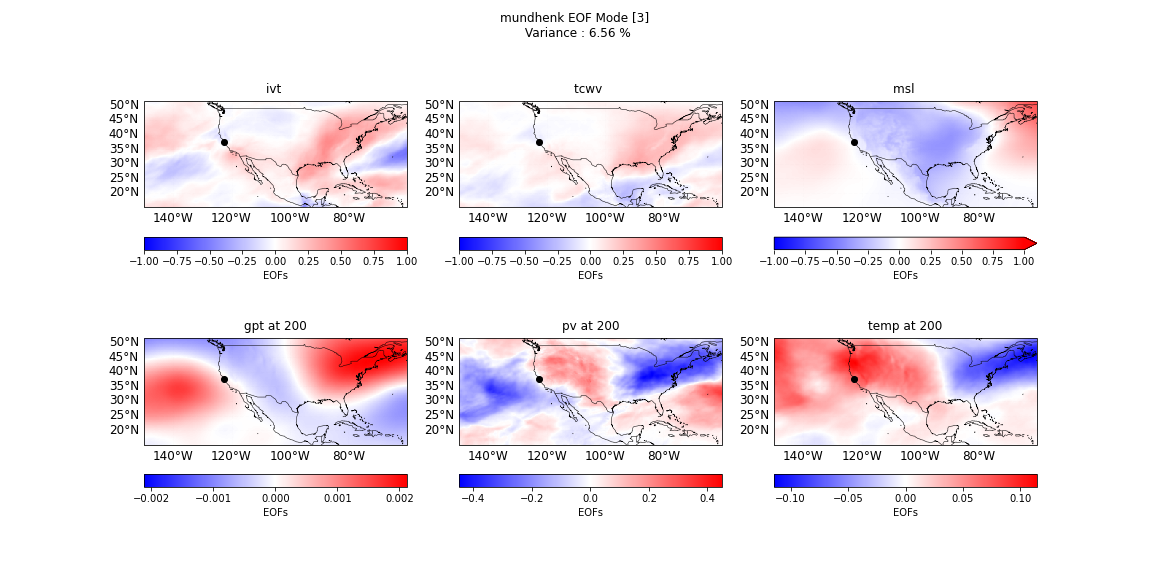 mundhenk EOF Mode [3]
Variance : 6.56 %
ivt
tcwv
msl
50°N
45°N
40°N
35°N
30°N
25°N
20°N
50°N
45°N
40°N
35°N
30°N
25°N
20°N
50°N
45°N
40°N
35°N
30°N
25°N
20°N
140°W 120°W 100°W 80°W
140°W 120°W 100°W 80°W
140°W 120°W 100°W 80°W
−1.00 −0.75 −0.50 −0.25 0.00 0.25 0.50 0.75 1.00
−1.00 −0.75 −0.50 −0.25 0.00 0.25 0.50 0.75 1.00
−1.00 −0.75 −0.50 −0.25 0.00 0.25 0.50 0.75 1.00
EOFs
EOFs
EOFs
gpt at 200
pv at 200
temp at 200
50°N
45°N
40°N
35°N
30°N
25°N
20°N
50°N
45°N
40°N
35°N
30°N
25°N
20°N
50°N
45°N
40°N
35°N
30°N
25°N
20°N
140°W 120°W 100°W 80°W
140°W 120°W 100°W 80°W
140°W 120°W 100°W 80°W
−0.002 −0.001 0.000 0.001 0.002
−0.4 −0.2 0.0 0.2 0.4
−0.10 −0.05 0.00 0.05 0.10
EOFs
EOFs
EOFs